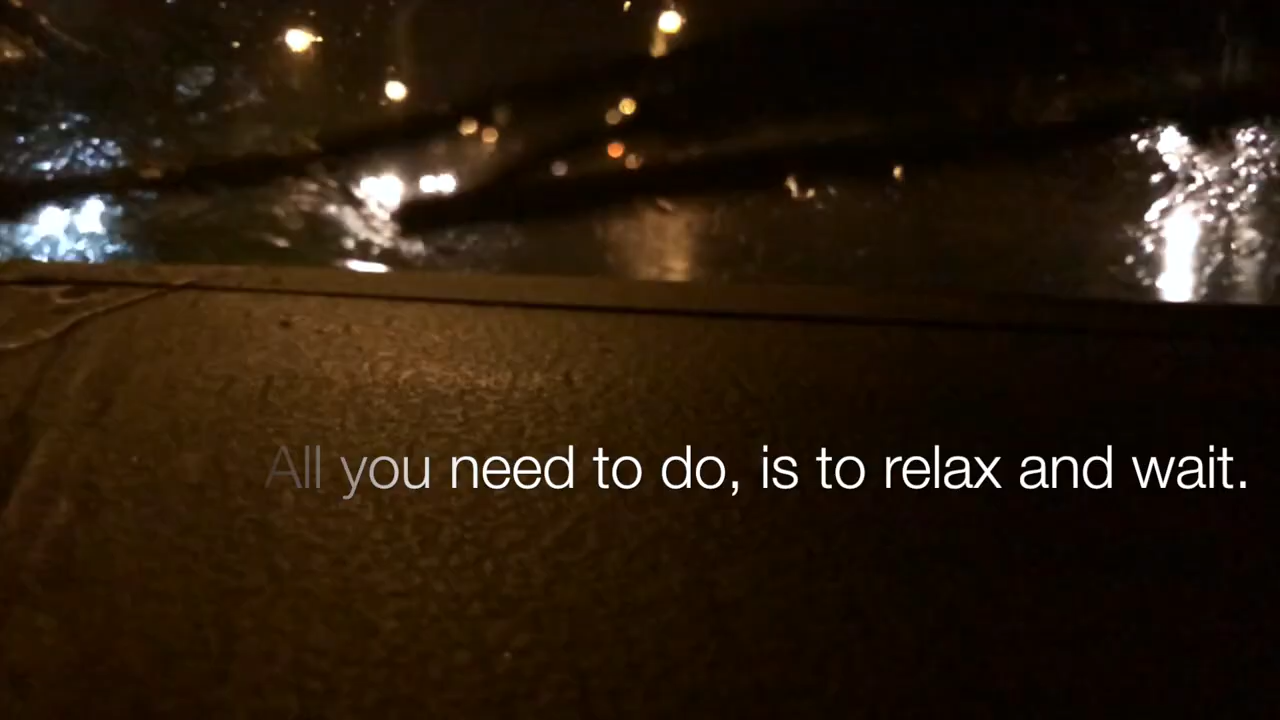 All you need to do, is to relax and wait.